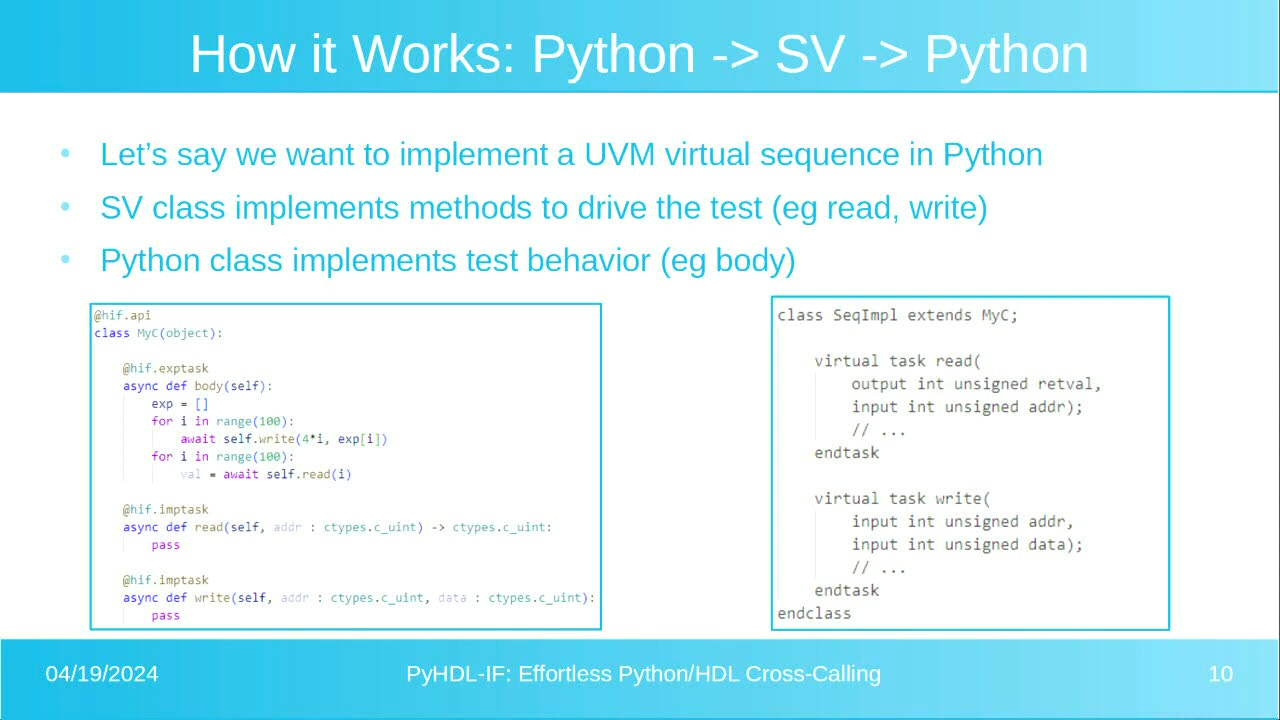 How it Works: Python -> SV -> Python
• Let’s say we want to implement a UVM virtual sequence in Python
• SV class implements methods to drive the test (eg read, write)
• Python class implements test behavior (eg body)
@hif.api
class MyC(object):
    @hif.exptask
    async def body(self):
        exp = []
        for i in range(100):
            await self.write(4*i, exp[i])
        for i in range(100):
            val = await self.read(i)
    @hif.imptask
    async def read(self, addr : ctypes.c_uint) -> ctypes.c_uint:
        pass
    @hif.imptask
    async def write(self, addr : ctypes.c_uint, data : ctypes.c_uint):
        pass
class SeqImpl extends MyC;
    virtual task read(
        output int unsigned retval,
        input int unsigned addr);
        // ...
    endtask
    virtual task write(
        input int unsigned addr,
        input int unsigned data);
        // ...
    endtask
endclass
04/19/2024
PyHDL-IF: Effortless Python/HDL Cross-Calling
10